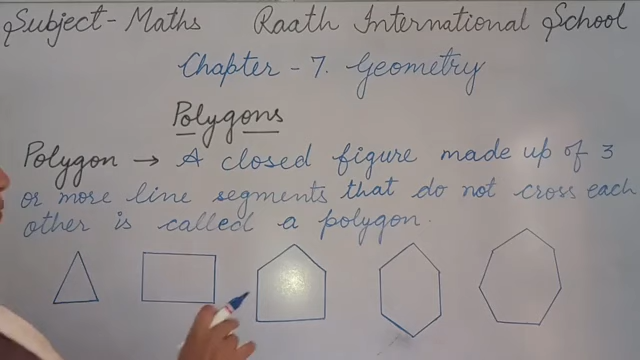 Subject - Maths Raath International School
Chapter - 7. Geometry
Polygons
Polygon → A closed figure made up of 3
or more line segments that do not cross each
other is called a polygon.